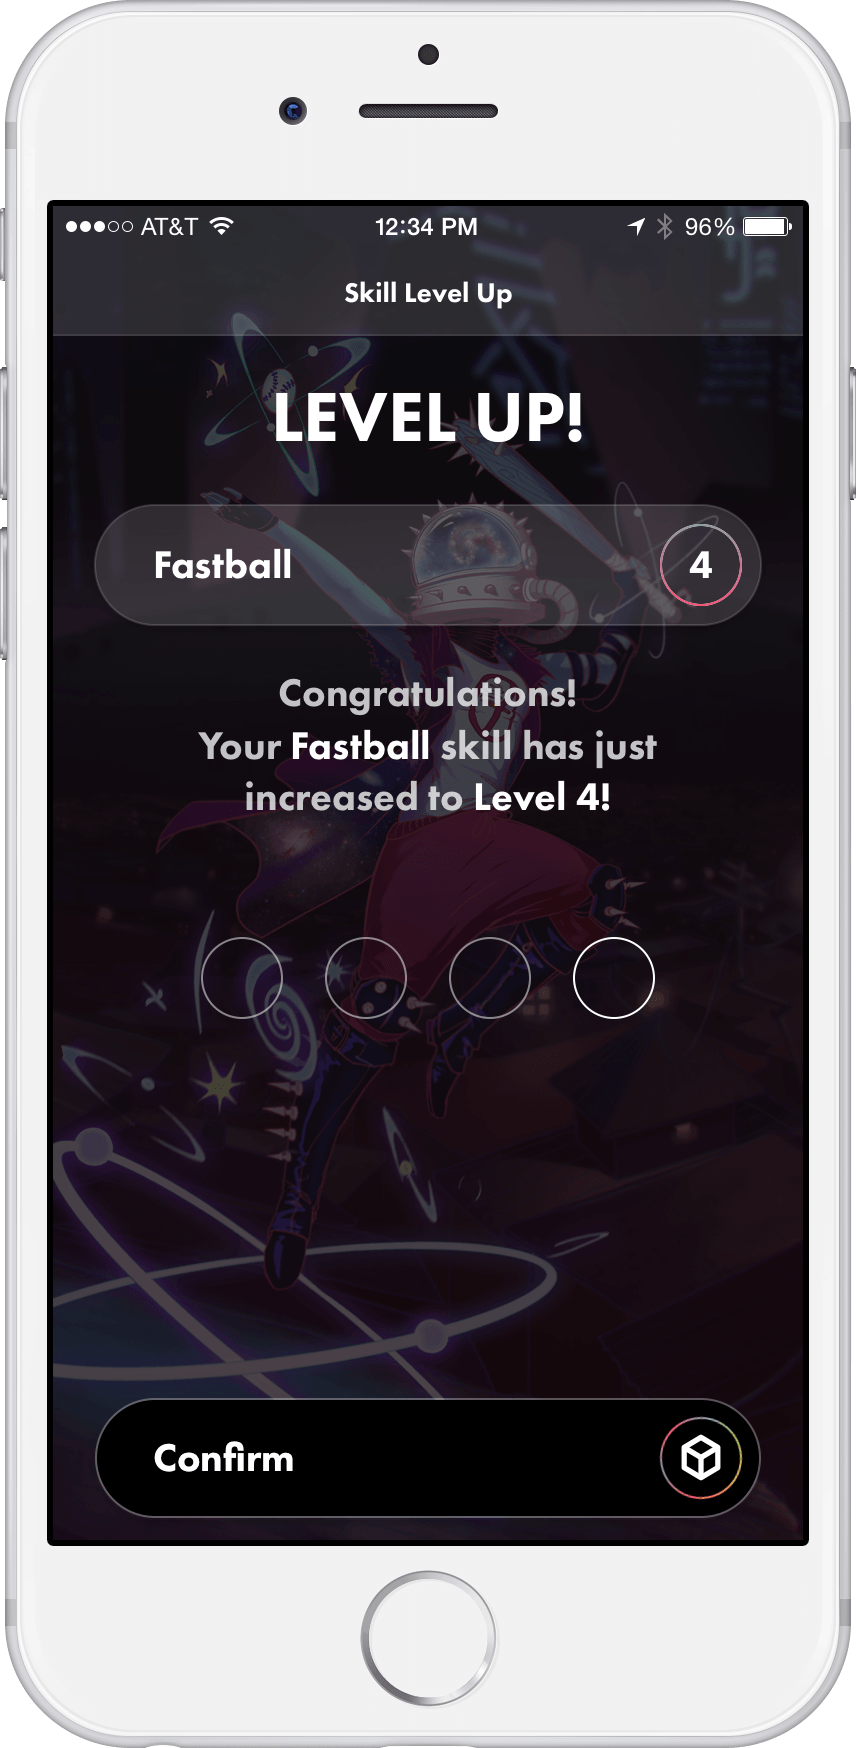 AT&T 12:34 PM 96%
Skill Level Up
LEVEL UP!
Fastball 4
Congratulations!
Your Fastball skill has just
increased to Level 4!
Confirm